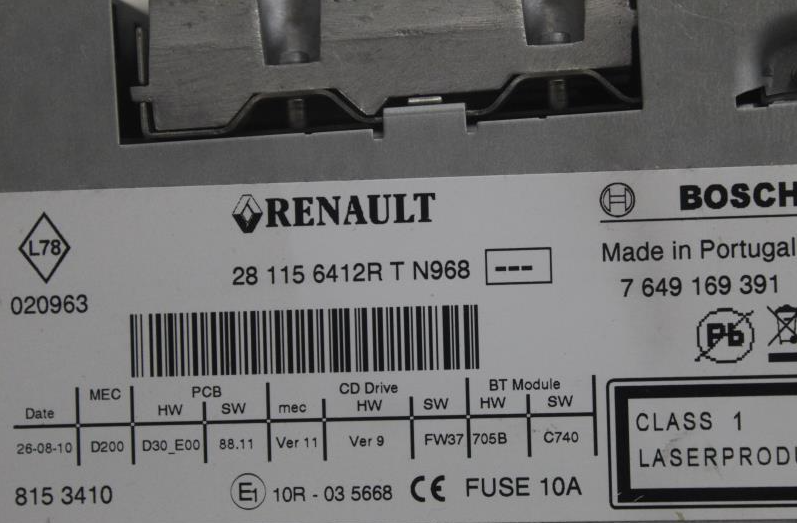 RENAULT
BOSCH
L78
Made in Portugal
28 115 6412R T N968 ---
7 649 169 391
020963
Pb
MEC PCB CD Drive BT Module
Date HW SW mec HW SW HW SW
26-08-10 D200 D30_E00 88.11 Ver 11 Ver 9 FW37 705B C740
CLASS 1
LASERPRODU
815 3410 E1 10R - 03 5668 CE FUSE 10A